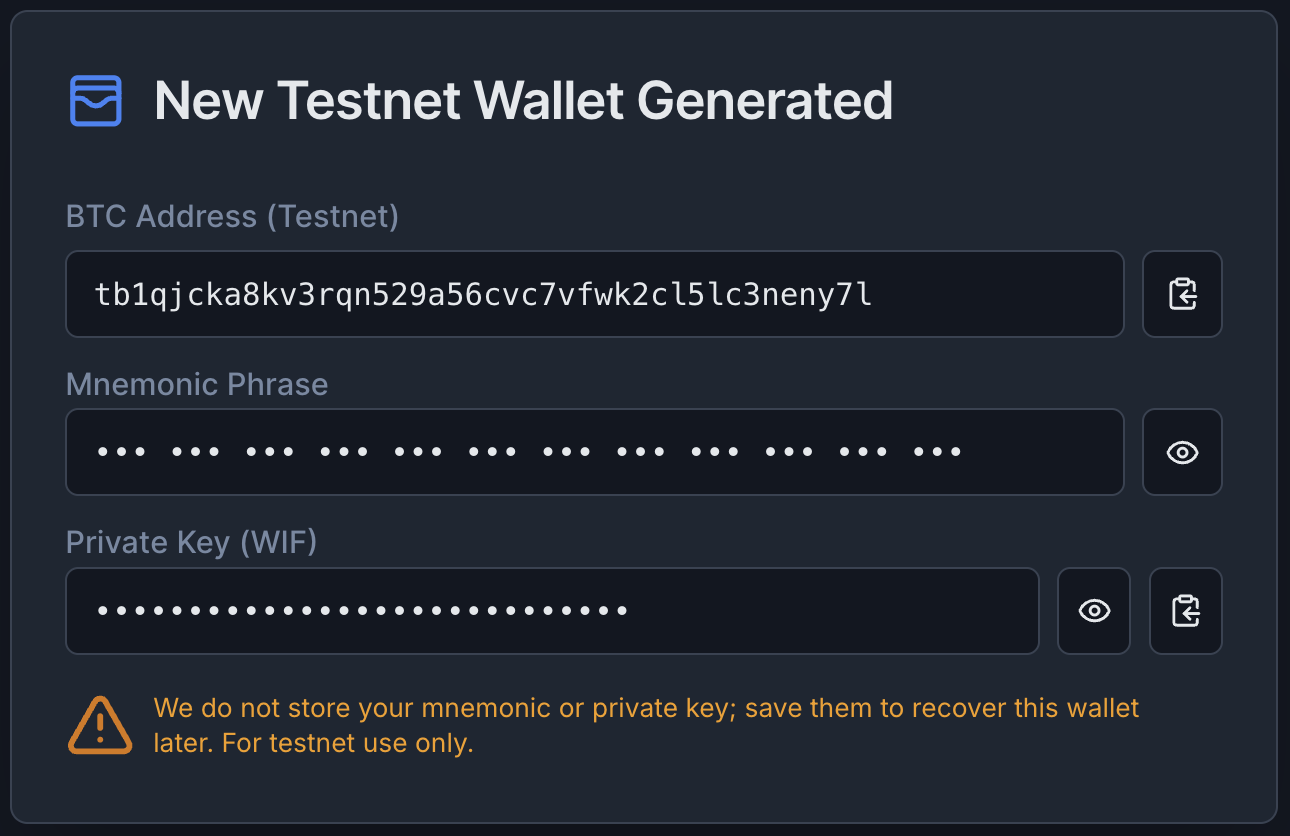 New Testnet Wallet Generated
BTC Address (Testnet)
tb1qjcka8kv3rqn529a56cvc7vfwk2cl5lc3neny7l
Mnemonic Phrase
••• ••• ••• ••• ••• ••• ••• ••• ••• ••• ••• •••
Private Key (WIF)
•••••••••••••••••••••••••••••
We do not store your mnemonic or private key; save them to recover this wallet
later. For testnet use only.